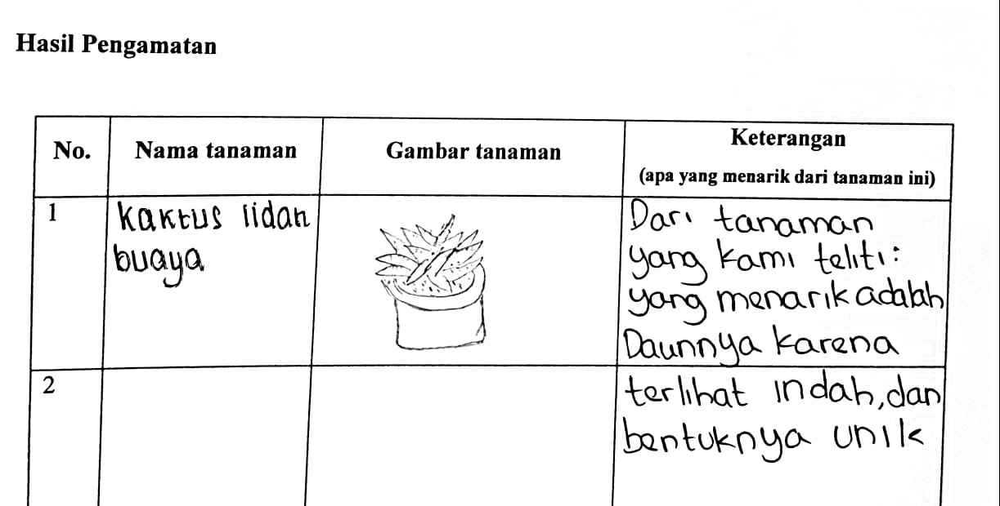 Hasil Pengamatan
No. Nama tanaman Gambar tanaman Keterangan
(apa yang menarik dari tanaman ini)
1 Kaktus lidah
buaya
Dari tanaman
yang kami teliti:
yang menarik adalah
Daunnya karena
2
terlihat indah, dan
bentuknya unik